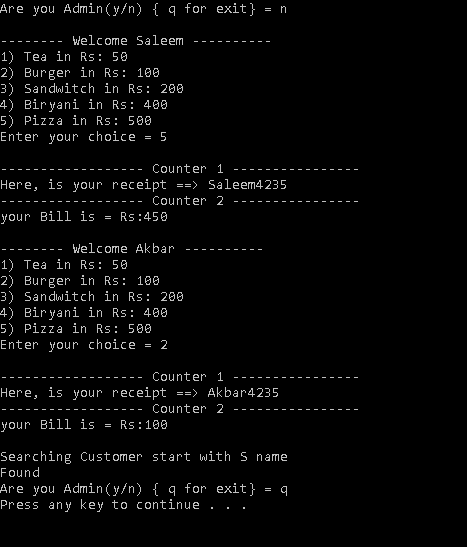 Are you Admin(y/n) { q for exit} = n
-------- Welcome Saleem ----------
1) Tea in Rs: 50
2) Burger in Rs: 100
3) Sandwitch in Rs: 200
4) Biryani in Rs: 400
5) Pizza in Rs: 500
Enter your choice = 5
------------------ Counter 1 ----------------
Here, is your receipt ==> Saleem4235
------------------ Counter 2 ----------------
your Bill is = Rs:450
-------- Welcome Akbar ----------
1) Tea in Rs: 50
2) Burger in Rs: 100
3) Sandwitch in Rs: 200
4) Biryani in Rs: 400
5) Pizza in Rs: 500
Enter your choice = 2
------------------ Counter 1 ----------------
Here, is your receipt ==> Akbar4235
------------------ Counter 2 ----------------
your Bill is = Rs:100
Searching Customer start with S name
Found
Are you Admin(y/n) { q for exit} = q
Press any key to continue . . .